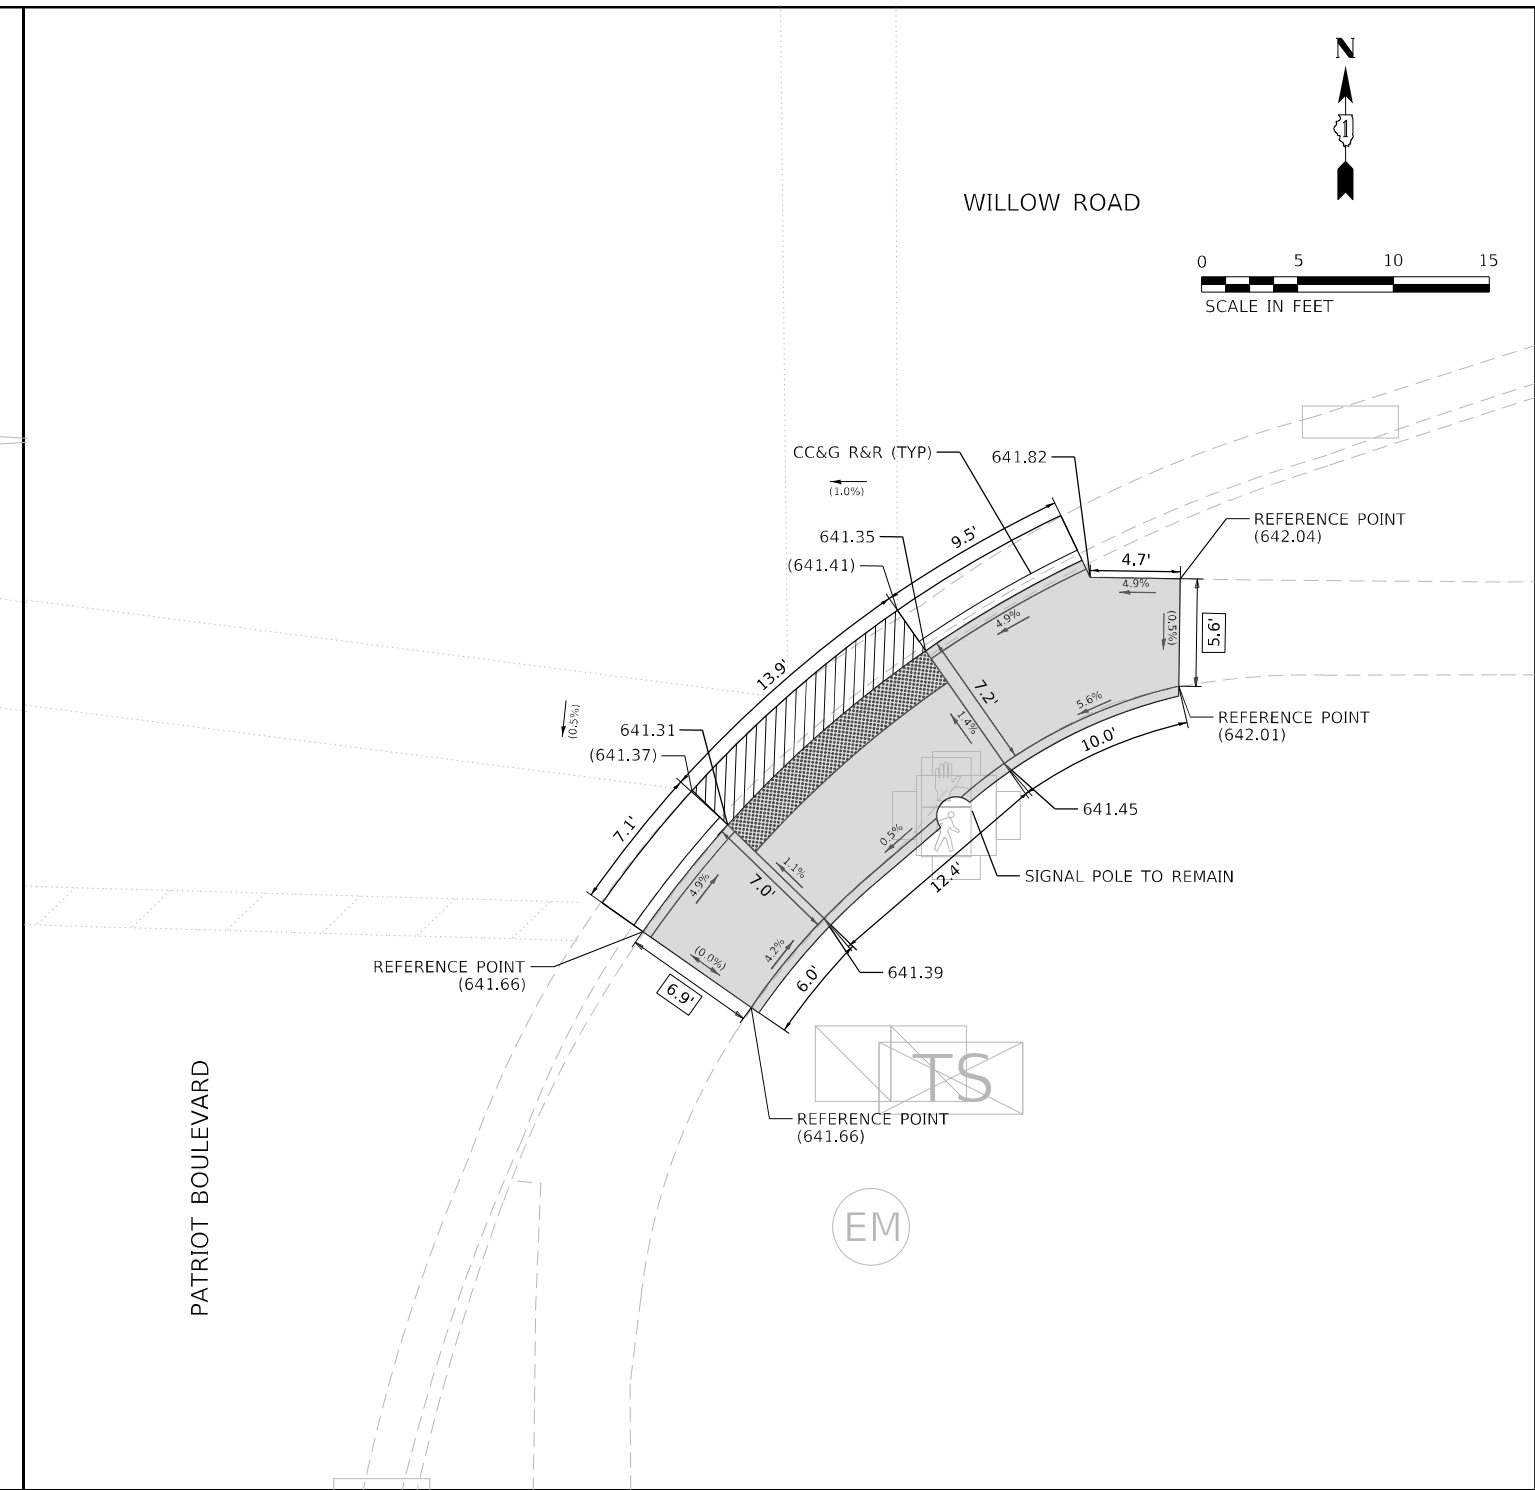 N
1
WILLOW ROAD
0 5 10 15
SCALE IN FEET
CC&G R&R (TYP)
641.82
(1.0%)
9.5'
REFERENCE POINT
(642.04)
641.35
(641.41)
4.7'
4.9%
4.9%
(0.5%)
5.6'
13.9'
7.2'
5.6%
1.4%
(0.5%)
641.31
(641.37)
REFERENCE POINT
(642.01)
10.0'
641.45
7.1'
0.5%
1.1%
4.9%
7.0'
12.4'
SIGNAL POLE TO REMAIN
4.2%
(0.0%)
REFERENCE POINT
(641.66)
641.39
6.9'
6.0'
TS
REFERENCE POINT
(641.66)
PATRIOT BOULEVARD
EM